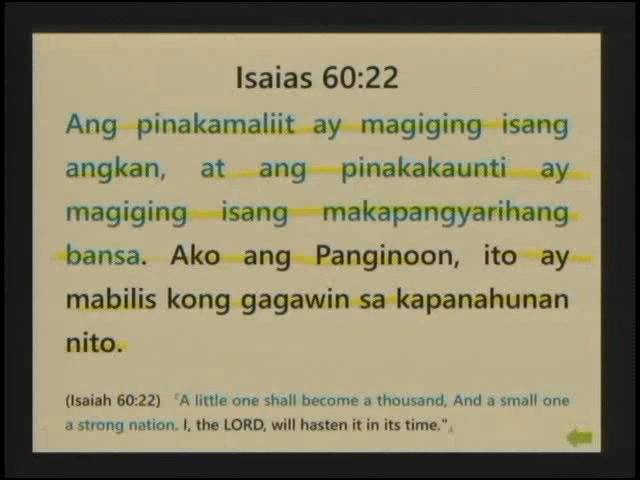 Isaias 60:22
Ang pinakamaliit ay magiging isang
angkan, at ang pinakakaunti ay
magiging isang makapangyarihang
bansa. Ako ang Panginoon, ito ay
mabilis kong gagawin sa kapanahunan
nito.
(Isaiah 60:22) "A little one shall become a thousand, And a small one
a strong nation. I, the LORD, will hasten it in its time."